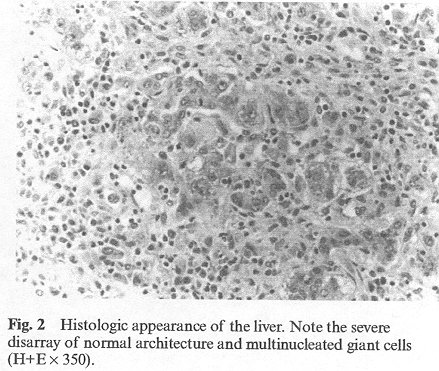 Fig. 2 Histologic appearance of the liver. Note the severe
disarray of normal architecture and multinucleated giant cells
(H+E × 350).